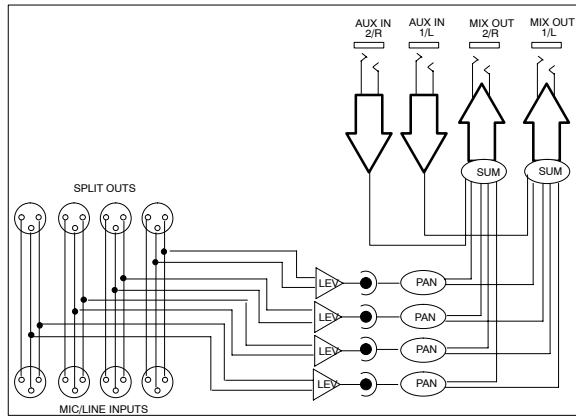 AUX IN
2/R
AUX IN
1/L
MIX OUT
2/R
MIX OUT
1/L
SUM
SUM
SPLIT OUTS
LEV
PAN
LEV
PAN
LEV
PAN
LEV
PAN
MIC/LINE INPUTS